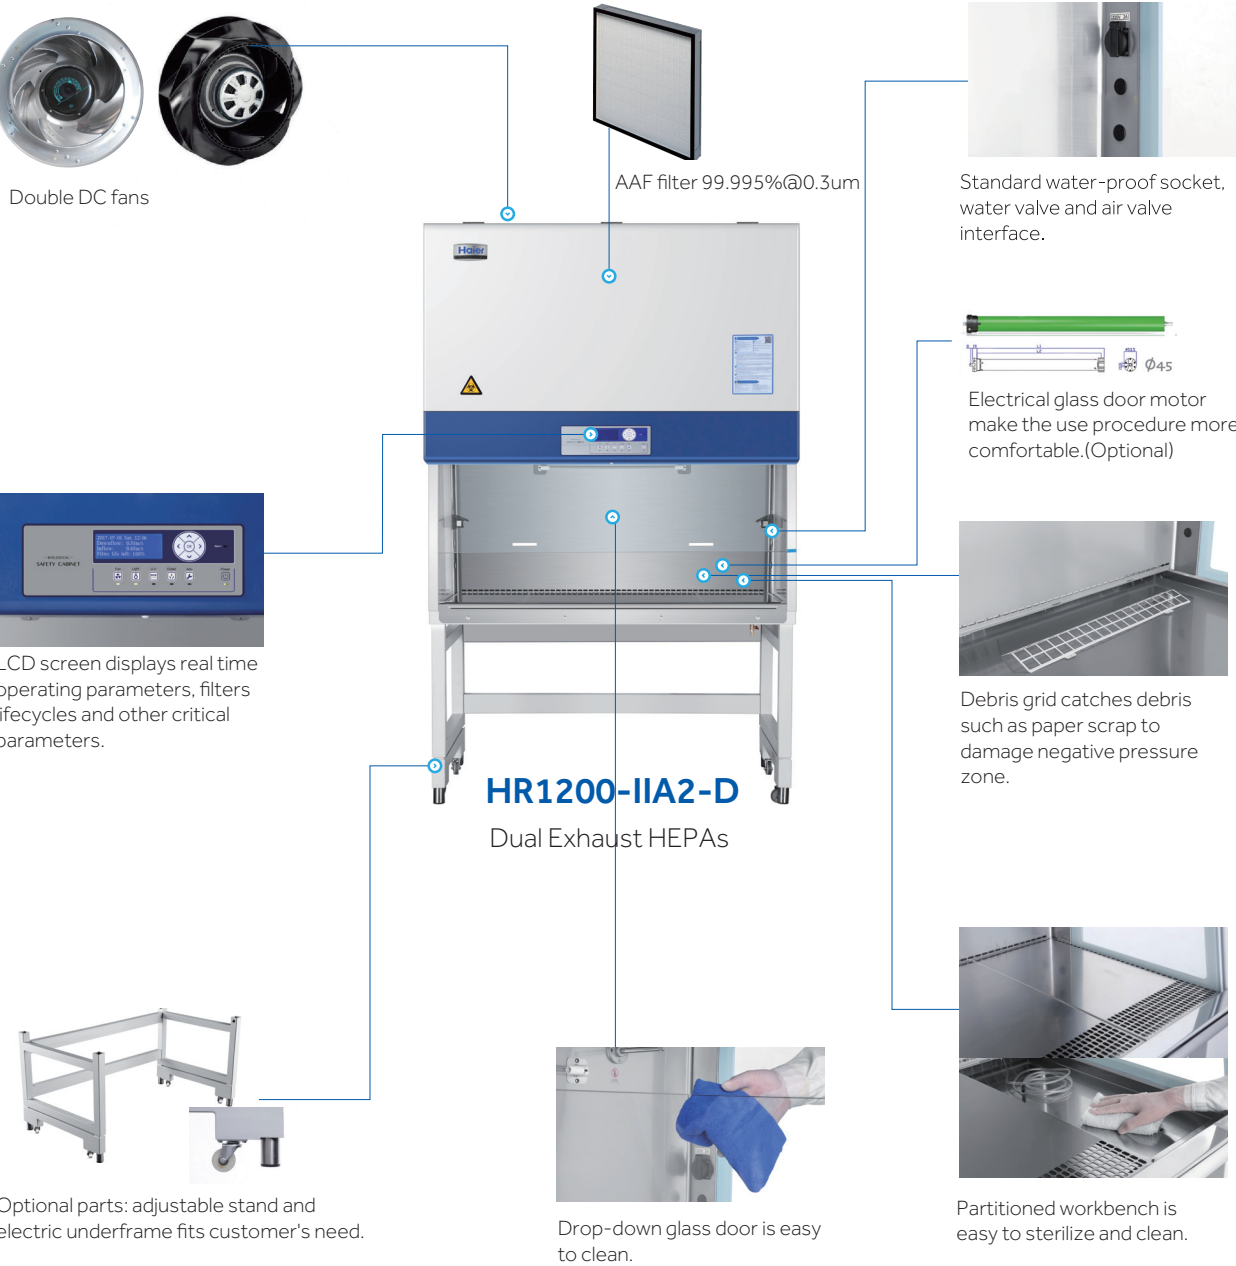 Double DC fans
AAF filter 99.995%@0.3um
Standard water-proof socket,
water valve and air valve
interface.
Haier
Ø45
Electrical glass door motor
make the use procedure more
comfortable.(Optional)
SAFETY CABINET
LCD screen displays real time
operating parameters, filters
lifecycles and other critical
parameters.
Debris grid catches debris
such as paper scrap to
damage negative pressure
zone.
HR1200-IIA2-D
Dual Exhaust HEPAs
Optional parts: adjustable stand and
electric underframe fits customer's need.
Drop-down glass door is easy
to clean.
Partitioned workbench is
easy to sterilize and clean.